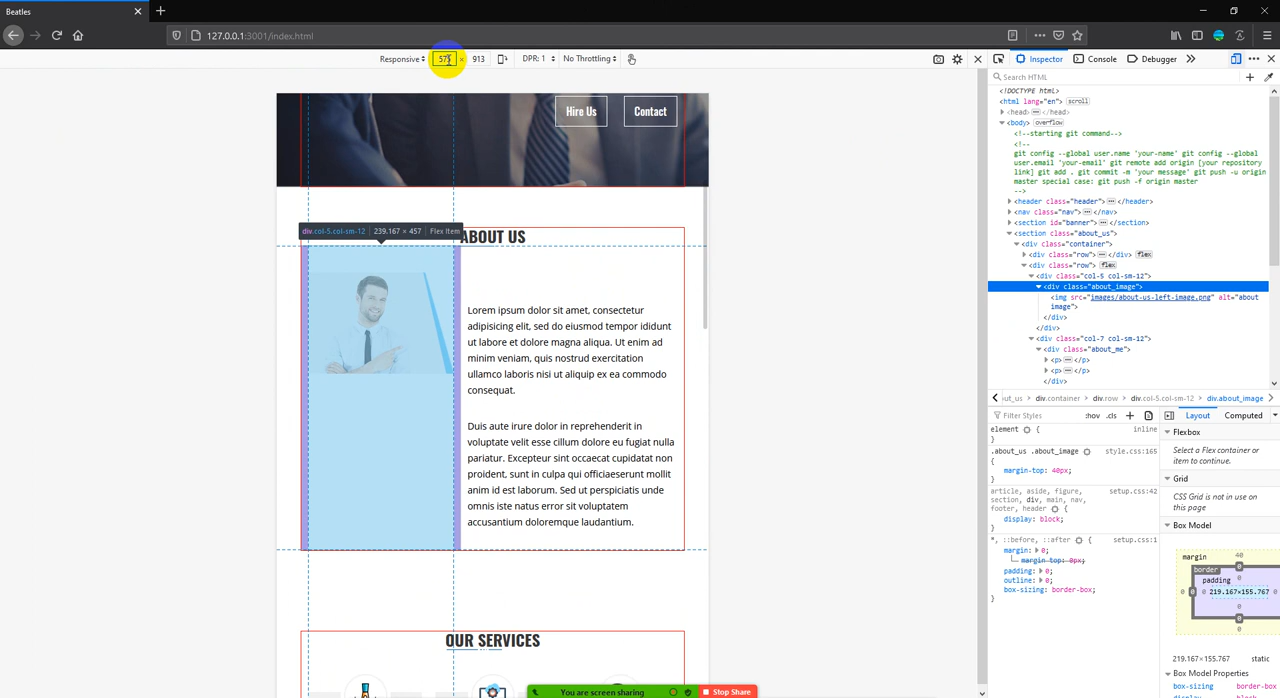 Beatles
127.0.0.1:3001/index.html
Responsive
× 913
DPR: 1
No Throttling
Inspector
Console
Debugger
Search HTML
<!DOCTYPE html>
<html lang="en"> scroll
<head> </head>
<body> overflow
<!--starting git command-->
<!--
git config --global user.name 'your-name' git config --global
user.email 'your-email' git remote add origin [your repository
link] git add . git commit -m 'your message' git push -u origin
master special case: git push -f origin master
-->
<header class="header"> </header>
<nav class="nav"> </nav>
<section id="banner"> </section>
<section class="about_us">
<div class="container">
<div class="row"> </div> flex
<div class="row"> flex
<div class="col-5 col-sm-12">
<div class="about_image">
<img src="images/about-us-left-image.png" alt="about
image">
</div>
</div>
<div class="col-7 col-sm-12">
<div class="about_me">
<p> </p>
<p> </p>
</div>
ut_us > div.container > div.row > div.col-5.col-sm-12 > div.about_image
Filter Styles
:hov .cls
Layout
Computed
element { inline
}
.about_us .about_image style.css:165
{
margin-top: 40px;
}
article, aside, figure, setup.css:42
section, div, main, nav,
footer, header {
display: block;
}
*, ::before, ::after { setup.css:1
margin: 0;
margin-top: 0px;
padding: 0;
outline: 0;
box-sizing: border-box;
}
Flexbox
Select a Flex container or
item to continue.
Grid
CSS Grid is not in use on
this page
Box Model
margin 40
border 0
padding 0
0 0 219.167×155.767 0
0
0
0
219.167×155.767 static
Box Model Properties
box-sizing border-box
display block
Hire Us
Contact
div.col-5.col-sm-12 | 239.167 × 457 | Flex Item
ABOUT US
Lorem ipsum dolor sit amet, consectetur
adipisicing elit, sed do eiusmod tempor ididunt
ut labore et dolore magna aliqua. Ut enim ad
minim veniam, quis nostrud exercitation
ullamco laboris nisi ut aliquip ex ea commodo
consequat.
Duis aute irure dolor in reprehenderit in
voluptate velit esse cillum dolore eu fugiat nulla
pariatur. Excepteur sint occaecat cupidatat non
proident, sunt in culpa qui officiaeserunt mollit
anim id est laborum. Sed ut perspiciatis unde
omnis iste natus error sit voluptatem
accusantium doloremque laudantium.
OUR SERVICES
You are screen sharing
Stop Share